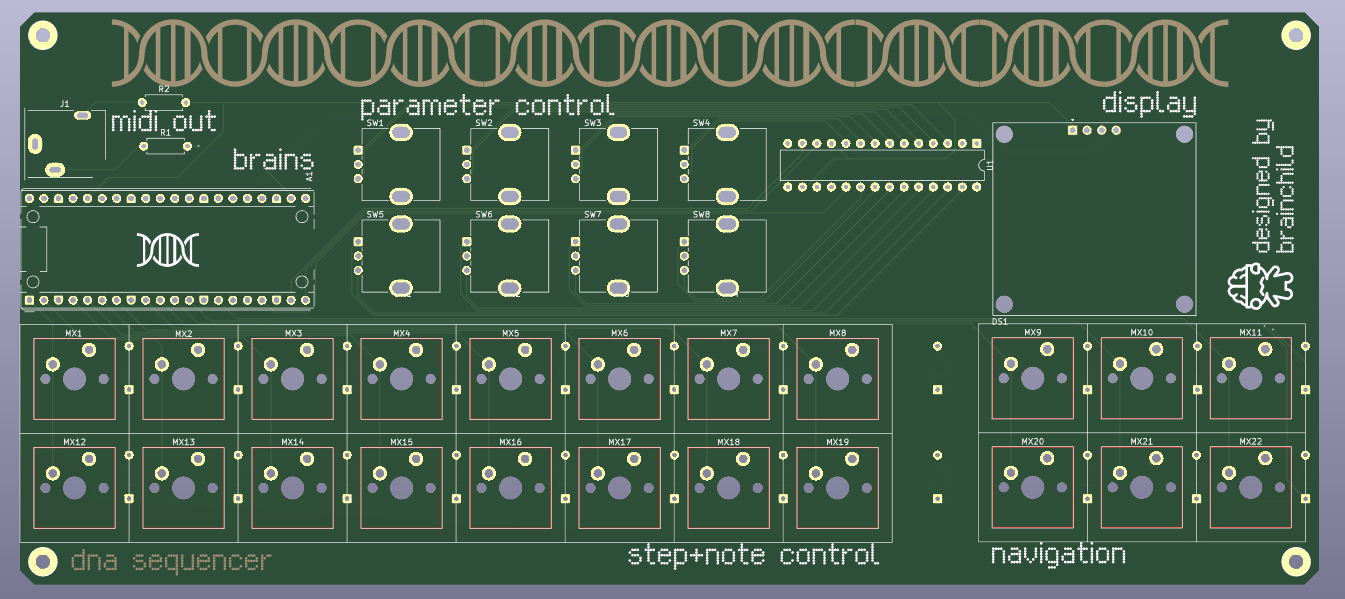 R2
J1
midi out
R1
brains
A1
parameter control
SW1 SW2 SW3 SW4
SW5 SW6 SW7 SW8
U1
display
DS1
designed by
brainchild
MX1 MX2 MX3 MX4 MX5 MX6 MX7 MX8 MX9 MX10 MX11
MX12 MX13 MX14 MX15 MX16 MX17 MX18 MX19 MX20 MX21 MX22
dna sequencer
step+note control
navigation